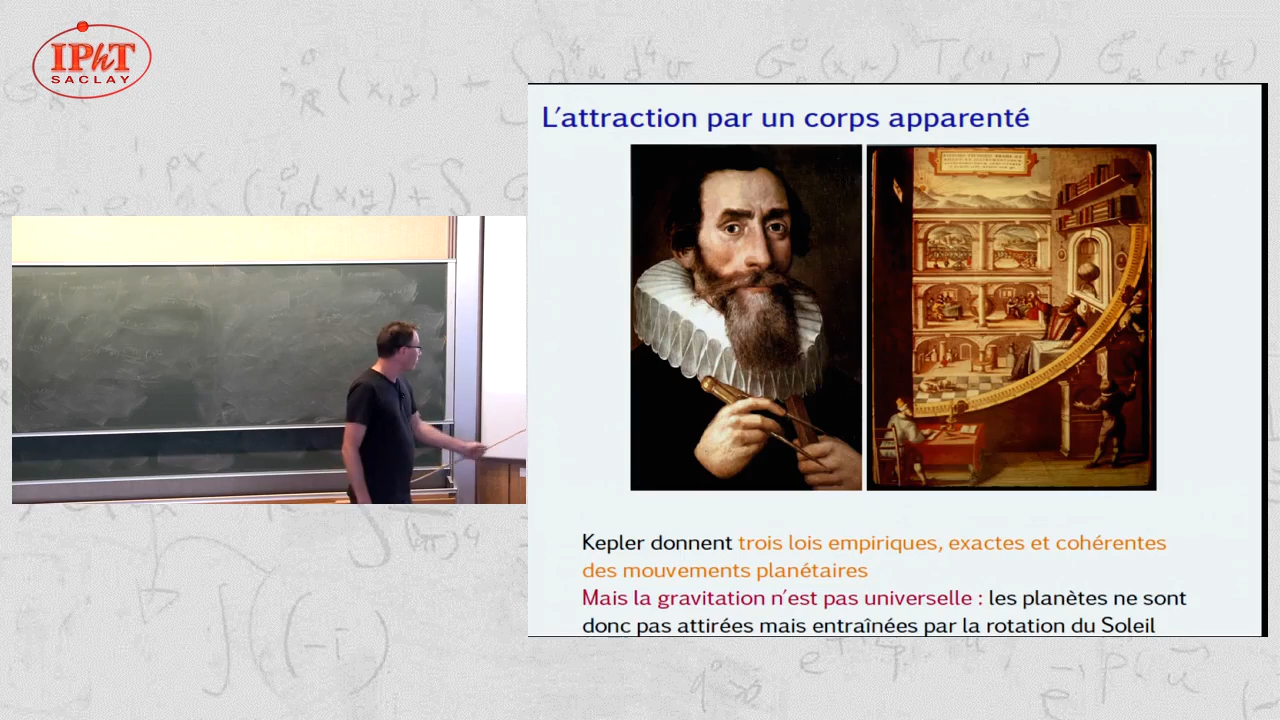 IPhT
SACLAY
L'attraction par un corps apparenté
Kepler donnent trois lois empiriques, exactes et cohérentes
des mouvements planétaires
Mais la gravitation n'est pas universelle : les planètes ne sont
donc pas attirées mais entraînées par la rotation du Soleil